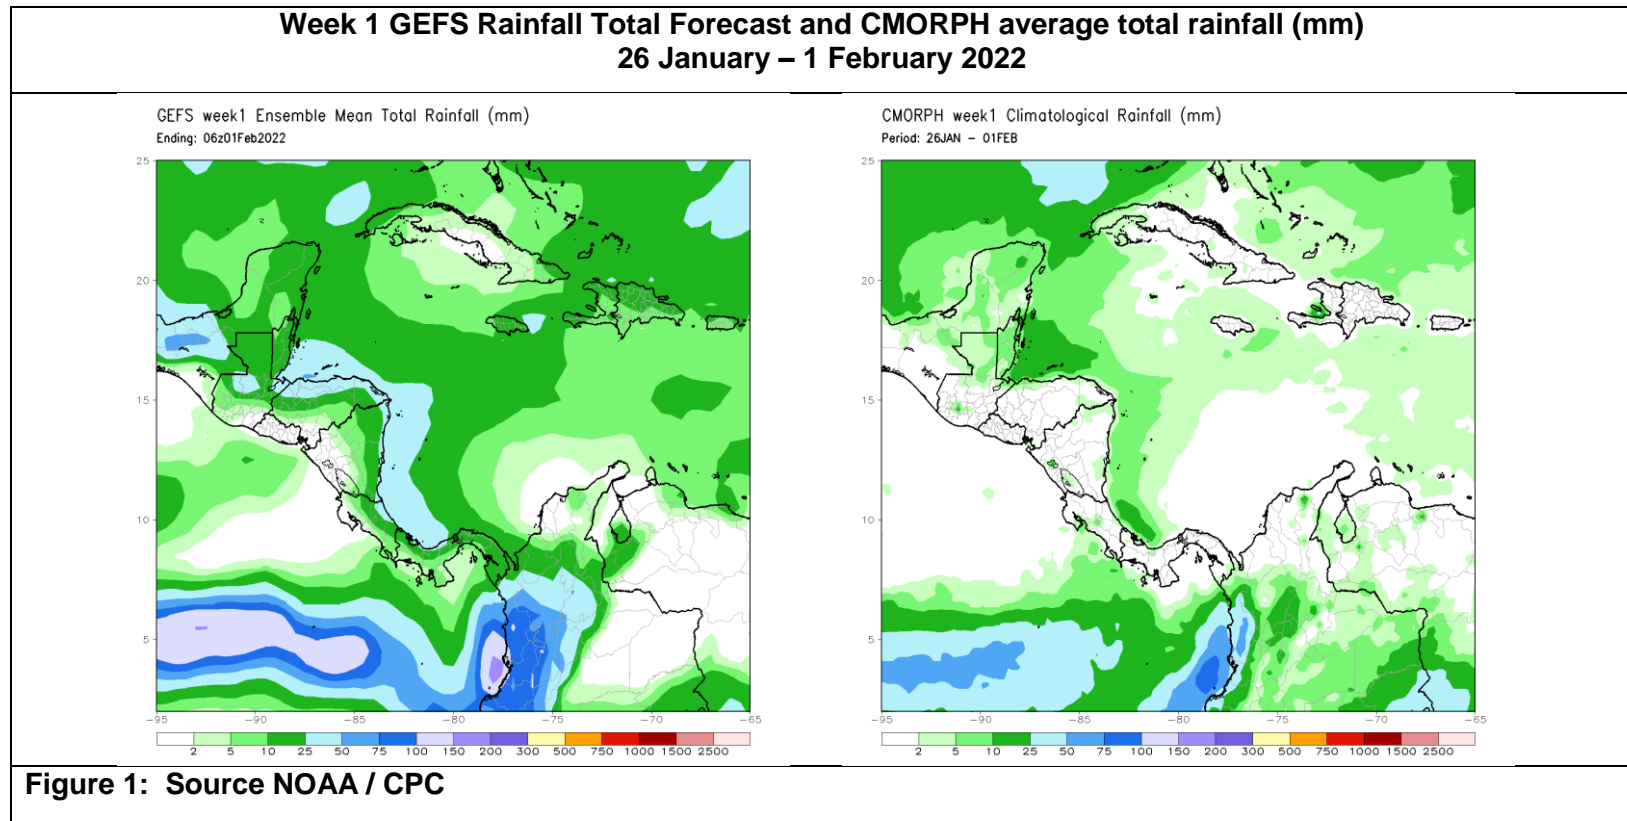 Week 1 GEFS Rainfall Total Forecast and CMORPH average total rainfall (mm)
26 January – 1 February 2022
GEFS week1 Ensemble Mean Total Rainfall (mm)
Ending: 06z01Feb2022
25
20
15
10
5
-95 -90 -85 -80 -75 -70 -65
2 5 10 25 50 75 100 150 200 300 500 750 1000 1500 2500
CMORPH week1 Climatological Rainfall (mm)
Period: 26JAN - 01FEB
25
20
15
10
5
-95 -90 -85 -80 -75 -70 -65
2 5 10 25 50 75 100 150 200 300 500 750 1000 1500 2500
Figure 1: Source NOAA / CPC